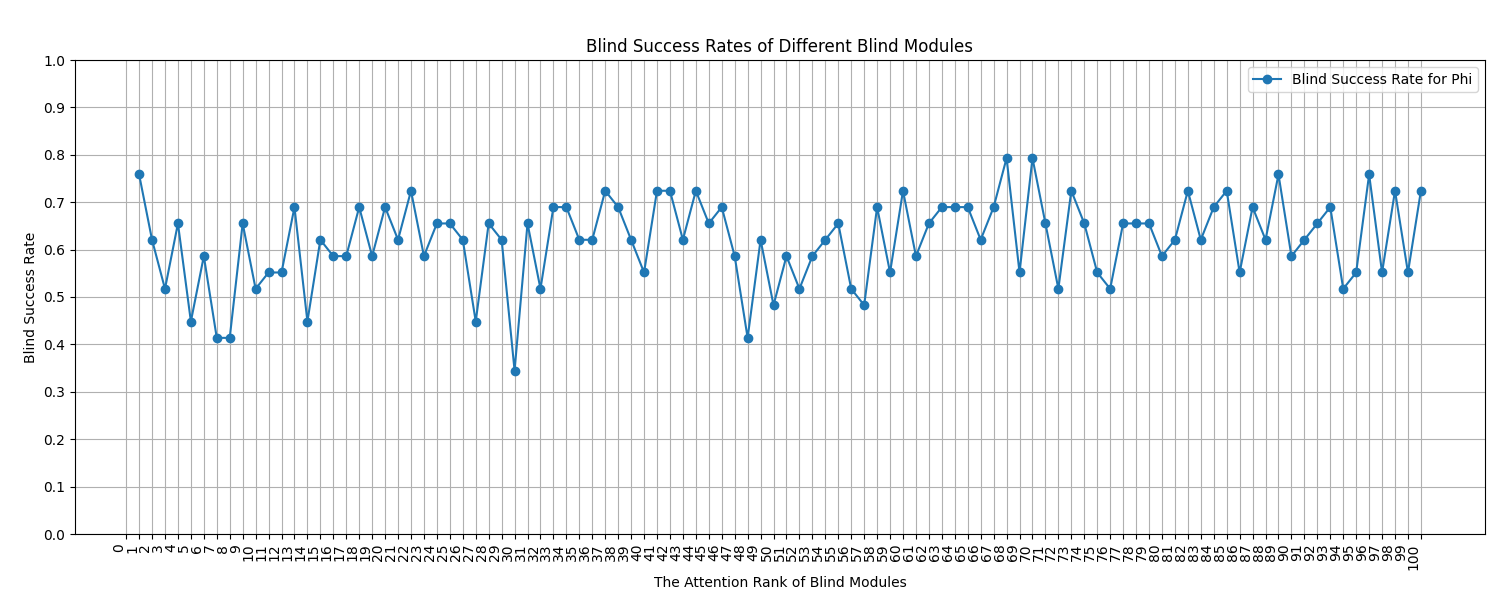 Blind Success Rates of Different Blind Modules
Blind Success Rate for Phi
1.0
0.9
0.8
0.7
0.6
0.5
0.4
0.3
0.2
0.1
0.0
Blind Success Rate
0 1 2 3 4 5 6 7 8 9 10 11 12 13 14 15 16 17 18 19 20 21 22 23 24 25 26 27 28 29 30 31 32 33 34 35 36 37 38 39 40 41 42 43 44 45 46 47 48 49 50 51 52 53 54 55 56 57 58 59 60 61 62 63 64 65 66 67 68 69 70 71 72 73 74 75 76 77 78 79 80 81 82 83 84 85 86 87 88 89 90 91 92 93 94 95 96 97 98 99 100
The Attention Rank of Blind Modules